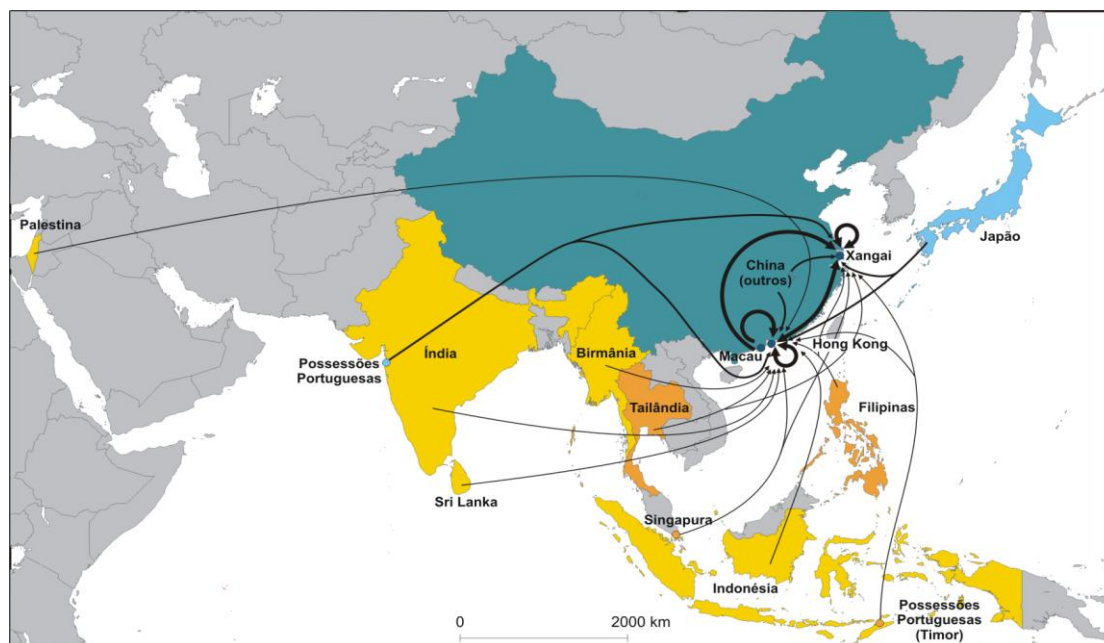 Palestina
Japão
Xangai
China
(outros)
Hong Kong
Macau
Possessões
Portuguesas
Índia
Birmânia
Tailândia
Filipinas
Sri Lanka
Singapura
Indonésia
Possessões
Portuguesas
(Timor)
0 2000 km